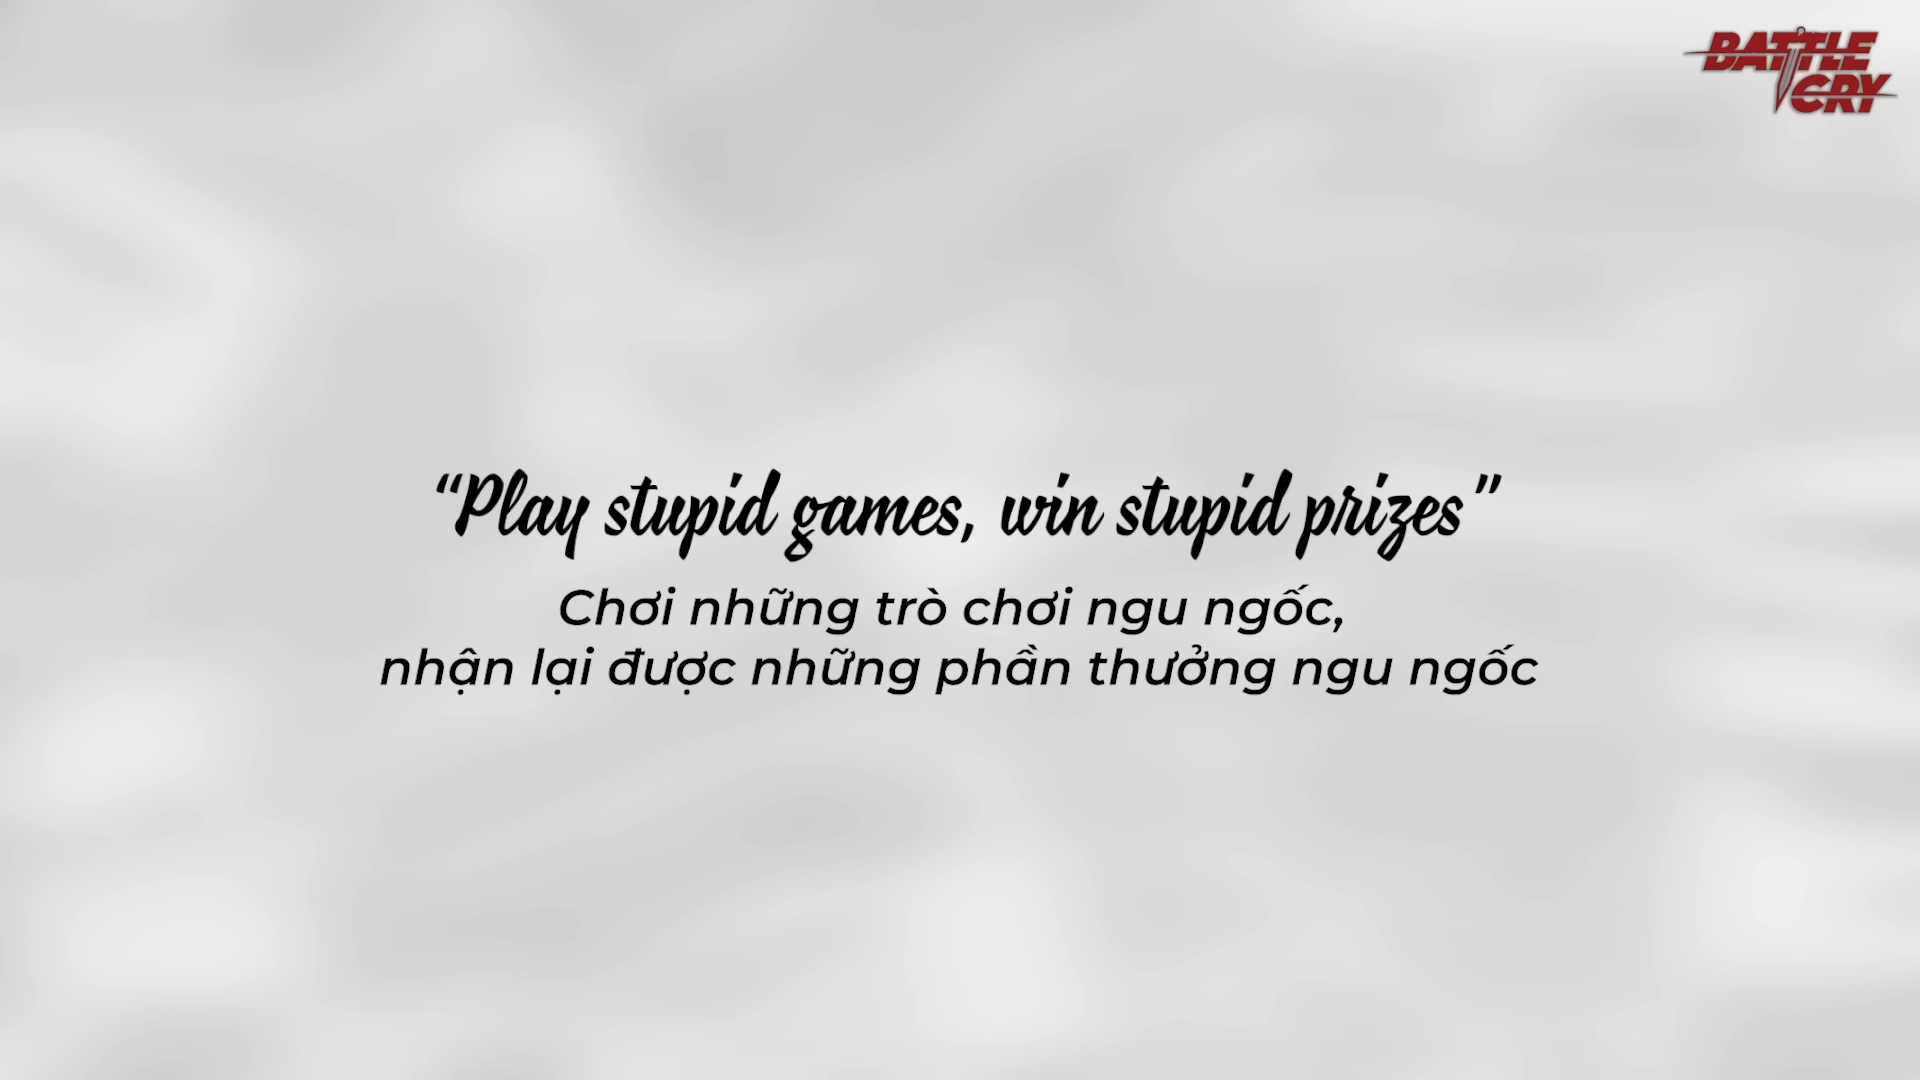 BATTLE
CRY
“Play stupid games, win stupid prizes”
Chơi những trò chơi ngu ngốc,
nhận lại được những phần thưởng ngu ngốc